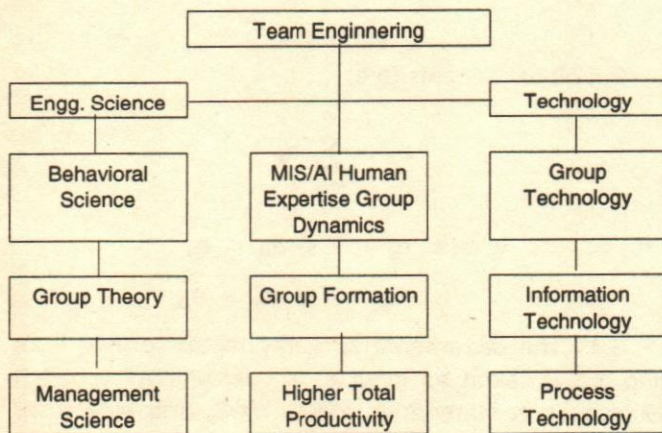 Team Enginnering
Engg. Science
Technology
Behavioral
Science
MIS/AI Human
Expertise Group
Dynamics
Group
Technology
Group Theory
Group Formation
Information
Technology
Management
Science
Higher Total
Productivity
Process
Technology